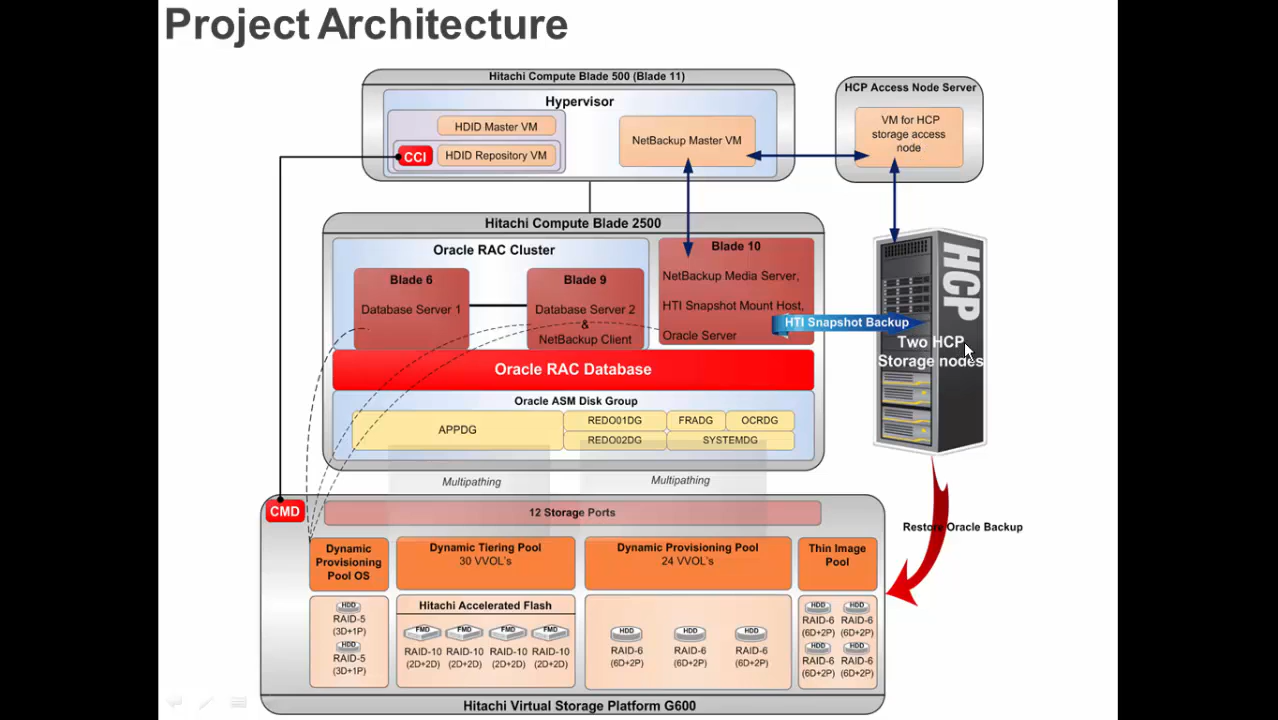 Project Architecture
Hitachi Compute Blade 500 (Blade 11)
Hypervisor
HDID Master VM
CCI
HDID Repository VM
NetBackup Master VM
HCP Access Node Server
VM for HCP
storage access
node
Hitachi Compute Blade 2500
Oracle RAC Cluster
Blade 6
Database Server 1
Blade 9
Database Server 2
&
NetBackup Client
Blade 10
NetBackup Media Server,
HTI Snapshot Mount Host,
Oracle Server
HTI Snapshot Backup
HCP
Two HCP
Storage nodes
Oracle RAC Database
Oracle ASM Disk Group
APPDG
REDO01DG
FRADG
OCRDG
REDO02DG
SYSTEMDG
Multipathing
Multipathing
CMD
12 Storage Ports
Restore Oracle Backup
Dynamic
Provisioning
Pool OS
Dynamic Tiering Pool
30 VVOL's
Dynamic Provisioning Pool
24 VVOL's
Thin Image
Pool
HDD
RAID-5
(3D+1P)
HDD
RAID-5
(3D+1P)
Hitachi Accelerated Flash
FMD FMD FMD FMD
RAID-10 RAID-10 RAID-10 RAID-10
(2D+2D) (2D+2D) (2D+2D) (2D+2D)
HDD HDD HDD
RAID-6 RAID-6 RAID-6
(6D+2P) (6D+2P) (6D+2P)
HDD HDD
RAID-6 RAID-6
(6D+2P) (6D+2P)
HDD HDD
RAID-6 RAID-6
(6D+2P) (6D+2P)
Hitachi Virtual Storage Platform G600